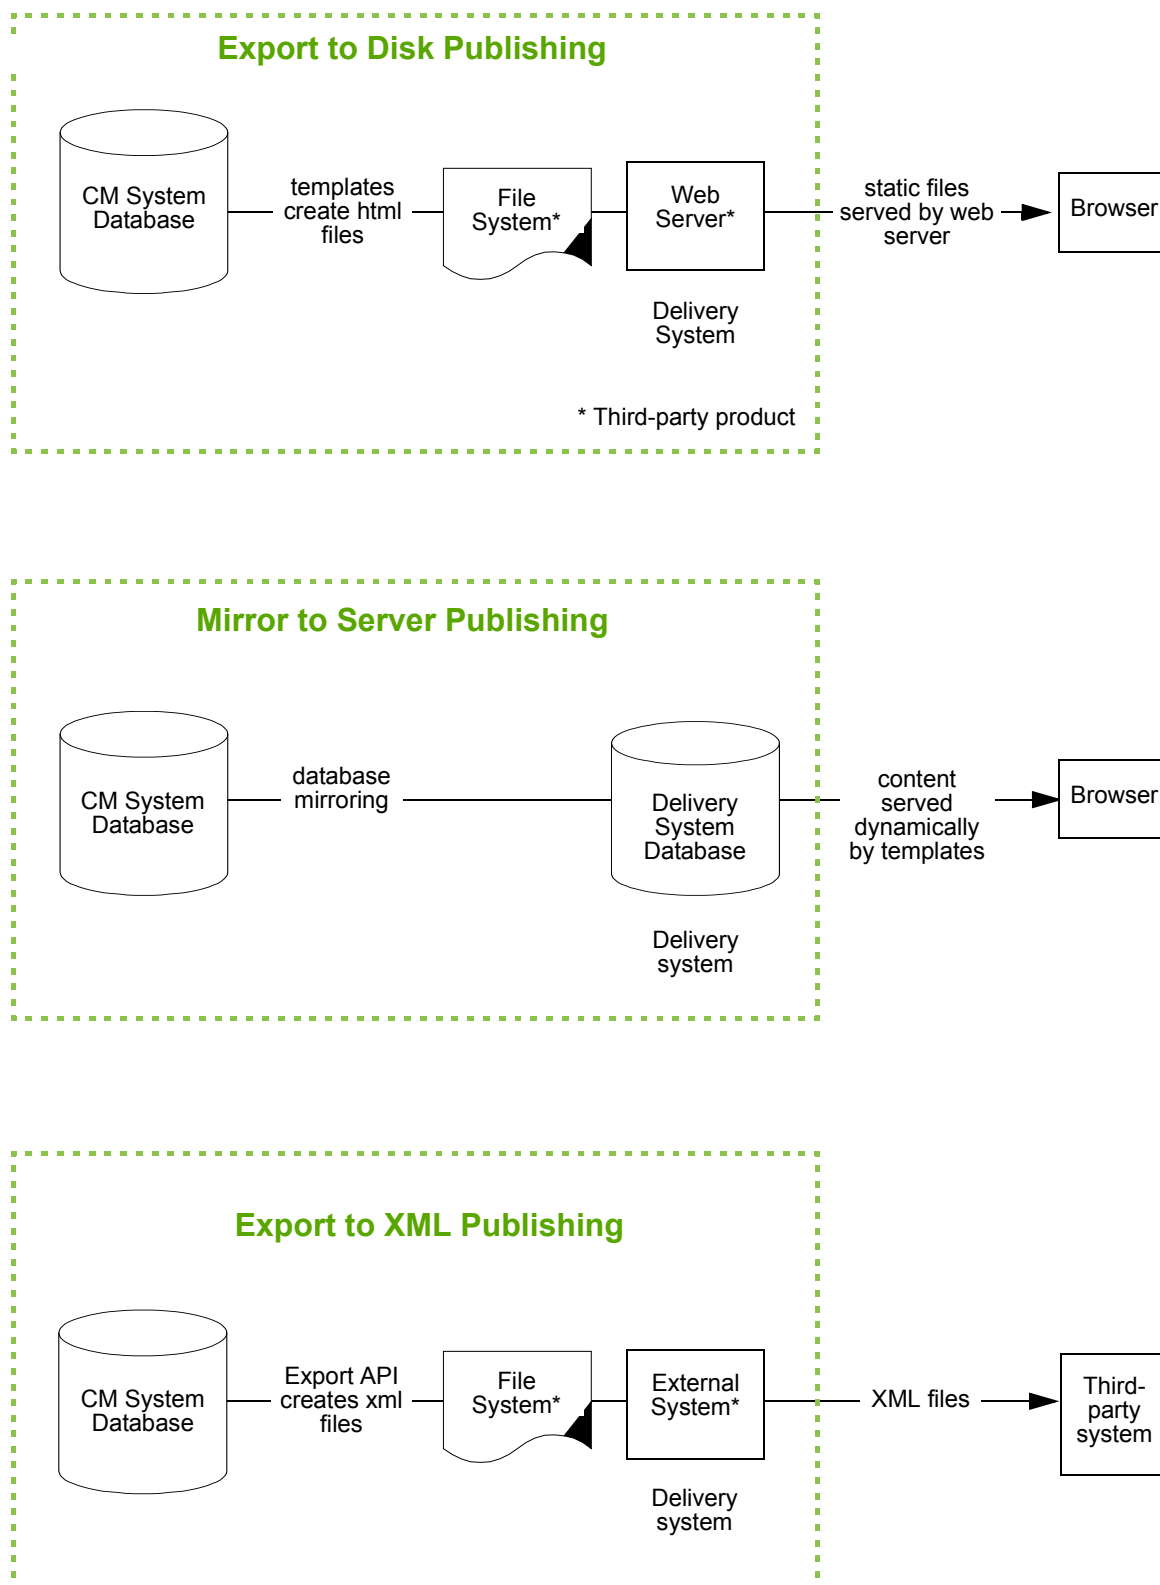 Export to Disk Publishing
CM System
Database
templates
create html
files
File
System*
Web
Server*
static files
served by web
server
Browser
Delivery
System
* Third-party product
Mirror to Server Publishing
CM System
Database
database
mirroring
Delivery
System
Database
content
served
dynamically
by templates
Browser
Delivery
system
Export to XML Publishing
CM System
Database
Export API
creates xml
files
File
System*
External
System*
XML files
Third-
party
system
Delivery
system